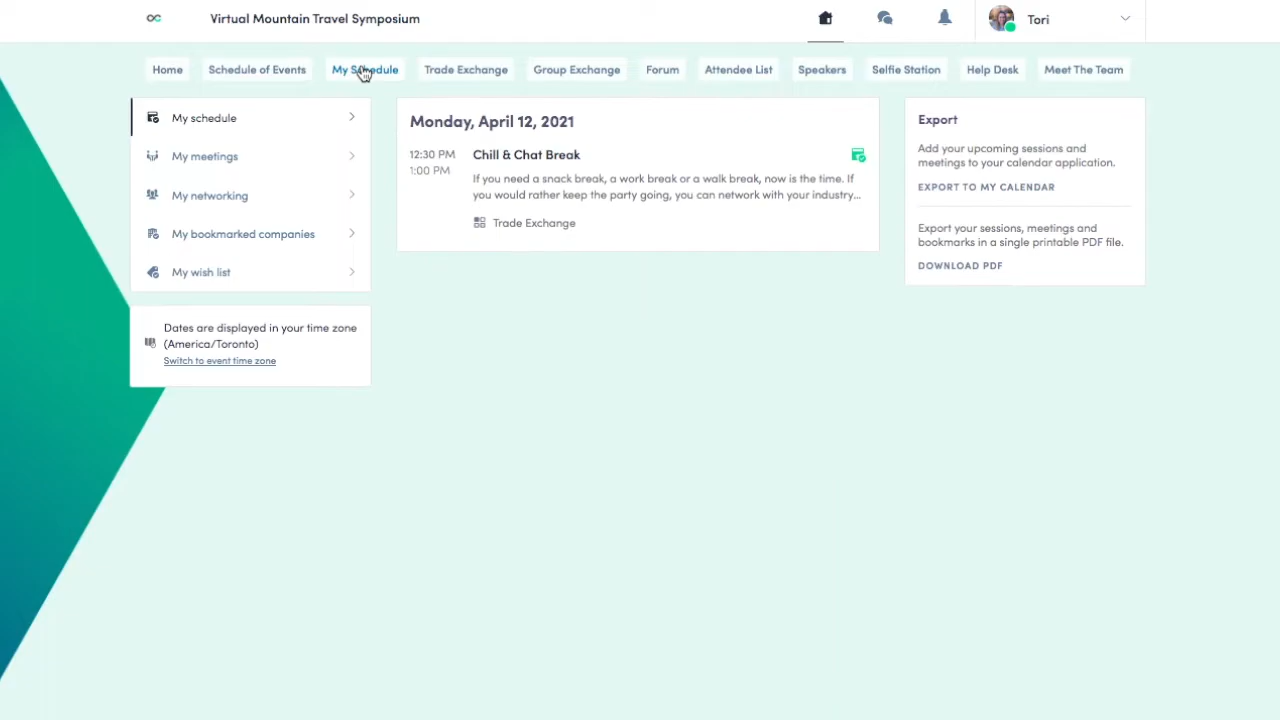 Virtual Mountain Travel Symposium
Tori
Home
Schedule of Events
My Schedule
Trade Exchange
Group Exchange
Forum
Attendee List
Speakers
Selfie Station
Help Desk
Meet The Team
My schedule
My meetings
My networking
My bookmarked companies
My wish list
Dates are displayed in your time zone
(America/Toronto)
Switch to event time zone
Monday, April 12, 2021
12:30 PM
1:00 PM
Chill & Chat Break
If you need a snack break, a work break or a walk break, now is the time. If
you would rather keep the party going, you can network with your industry...
Trade Exchange
Export
Add your upcoming sessions and
meetings to your calendar application.
EXPORT TO MY CALENDAR
Export your sessions, meetings and
bookmarks in a single printable PDF file.
DOWNLOAD PDF